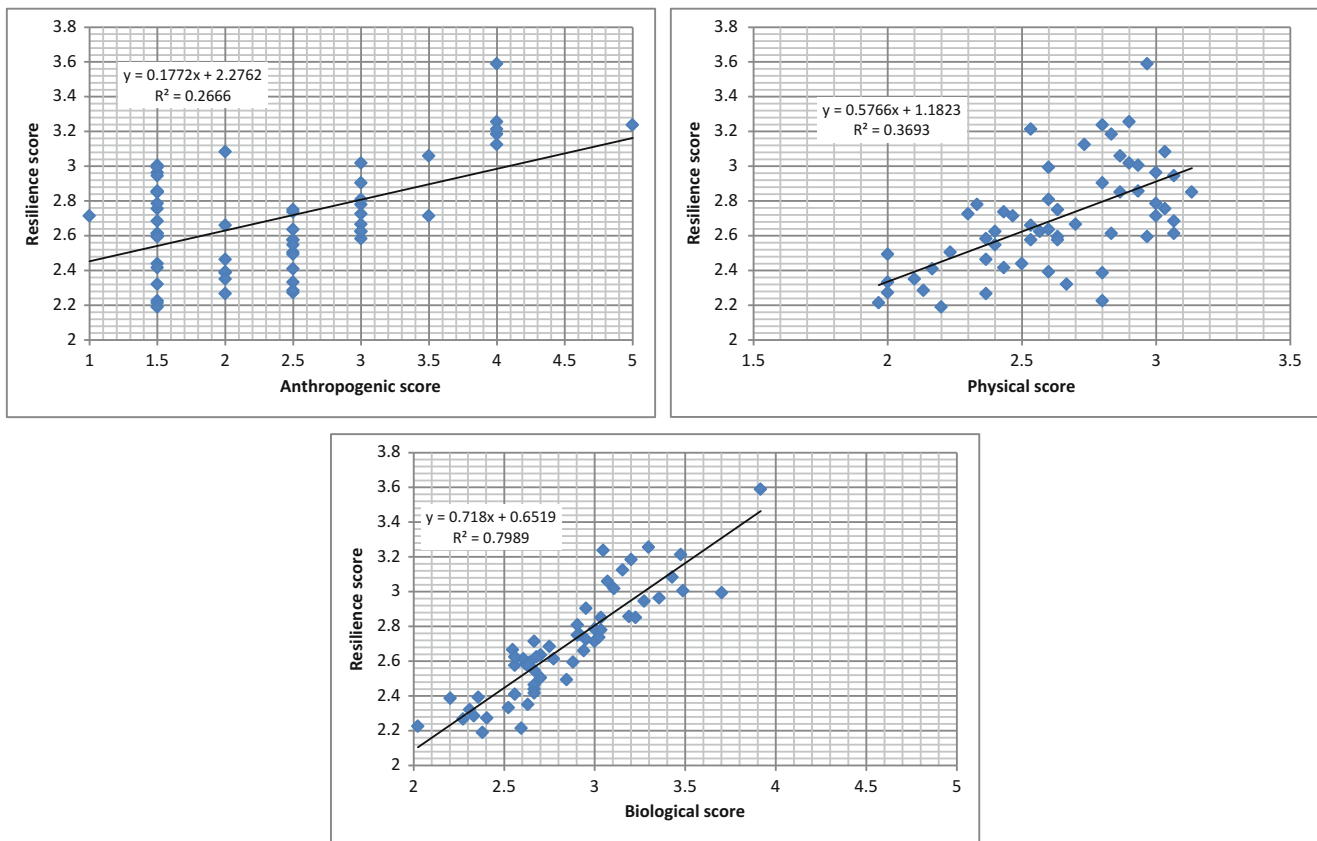 3.8
3.6
3.4
3.2
3
2.8
2.6
2.4
2.2
2
Resilience score
y = 0.1772x + 2.2762
R² = 0.2666
1 1.5 2 2.5 3 3.5 4 4.5 5
Anthropogenic score
3.8
3.6
3.4
3.2
3
2.8
2.6
2.4
2.2
2
Resilience score
y = 0.5766x + 1.1823
R² = 0.3693
1.5 2 2.5 3 3.5
Physical score
3.8
3.6
3.4
3.2
3
2.8
2.6
2.4
2.2
2
Resilience score
y = 0.718x + 0.6519
R² = 0.7989
2 2.5 3 3.5 4 4.5 5
Biological score